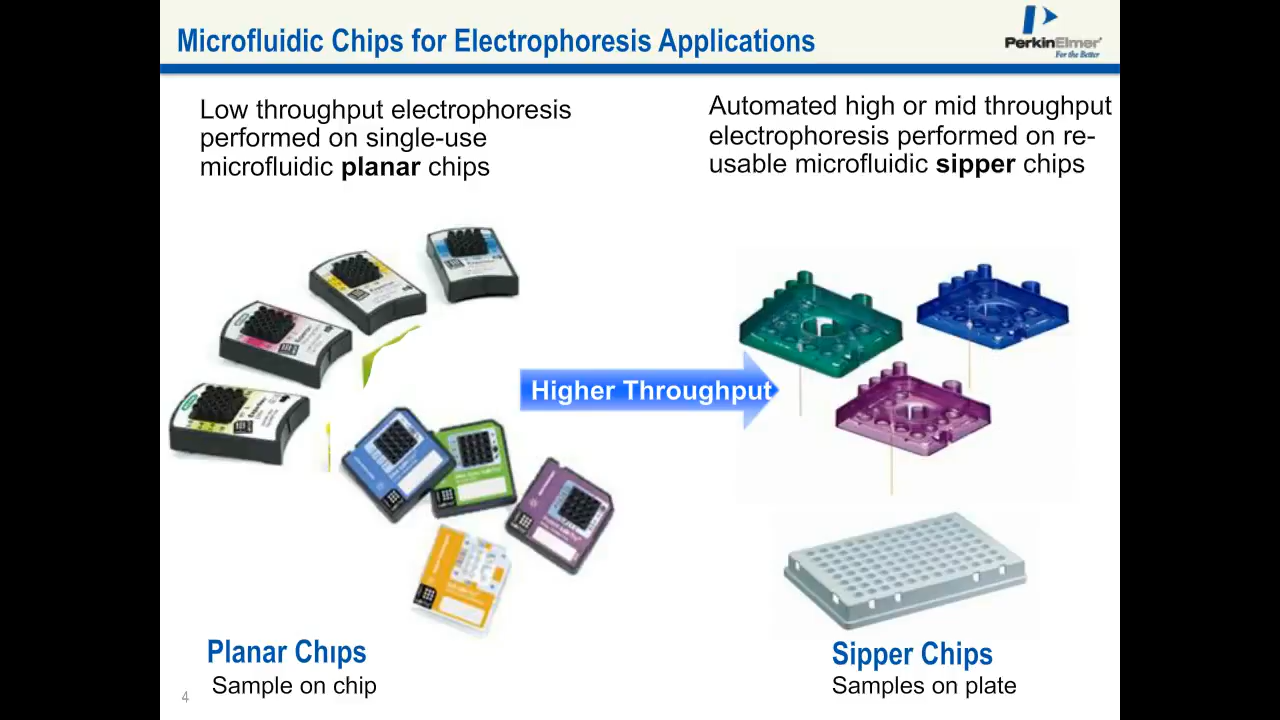 Microfluidic Chips for Electrophoresis Applications
PerkinElmer
For the Better
Low throughput electrophoresis
performed on single-use
microfluidic planar chips
Automated high or mid throughput
electrophoresis performed on re-
usable microfluidic sipper chips
Higher Throughput
Planar Chips
Sample on chip
Sipper Chips
Samples on plate
4